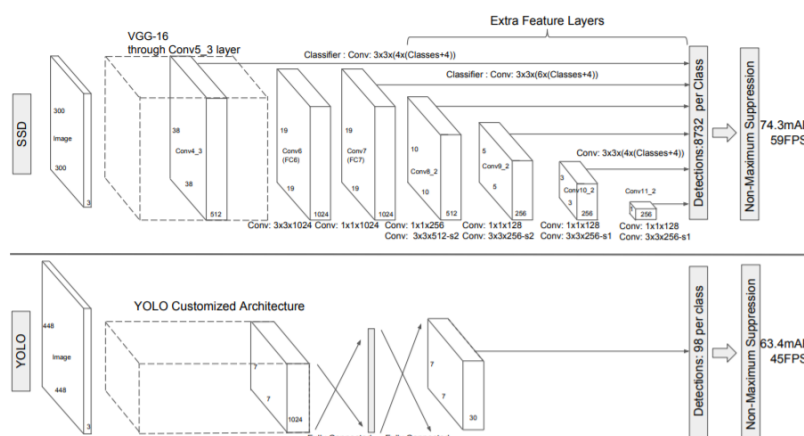 Extra Feature Layers
VGG-16
through Conv5_3 layer
Classifier : Conv: 3x3x(4x(Classes+4))
Classifier : Conv: 3x3x(6x(Classes+4))
SSD
300
Image
300
3
38
Conv4_3
38
512
19
Conv6
(FC6)
19
1024
19
Conv7
(FC7)
19
1024
10
Conv8_2
10
512
5
Conv9_2
5
256
Conv: 3x3x(4x(Classes+4))
3
Conv10_2
3
256
Conv11_2
256
Detections:8732 per Class
Non-Maximum Suppression
74.3mA
59FPS
Conv: 3x3x1024
Conv: 1x1x1024
Conv: 1x1x256
Conv: 3x3x512-s2
Conv: 1x1x128
Conv: 3x3x256-s2
Conv: 1x1x128
Conv: 3x3x256-s1
Conv: 1x1x128
Conv: 3x3x256-s1
YOLO Customized Architecture
YOLO
448
Image
448
3
7
7
1024
7
7
30
Detections: 98 per class
Non-Maximum Suppression
63.4mA
45FPS